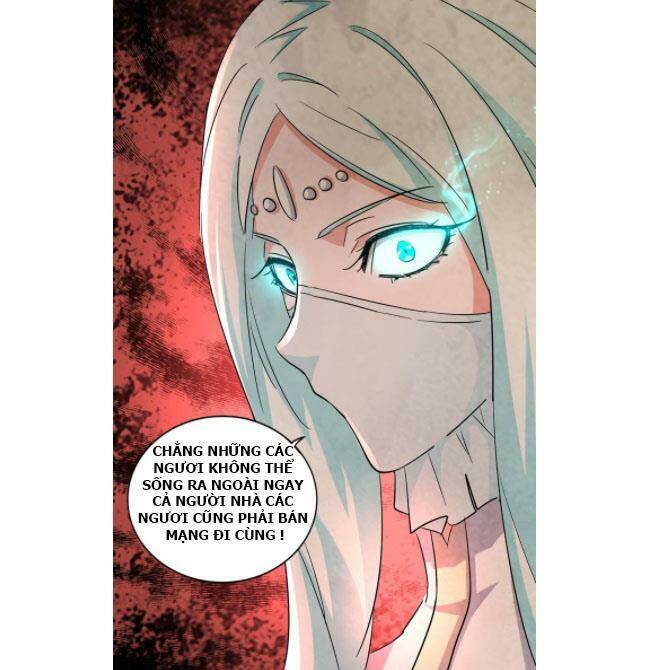 CHẲNG NHỮNG CÁC
NGƯƠI KHÔNG THỂ
SỐNG RA NGOÀI NGAY
CẢ NGƯỜI NHÀ CÁC
NGƯƠI CŨNG PHẢI BÁN
MẠNG ĐI CÙNG !